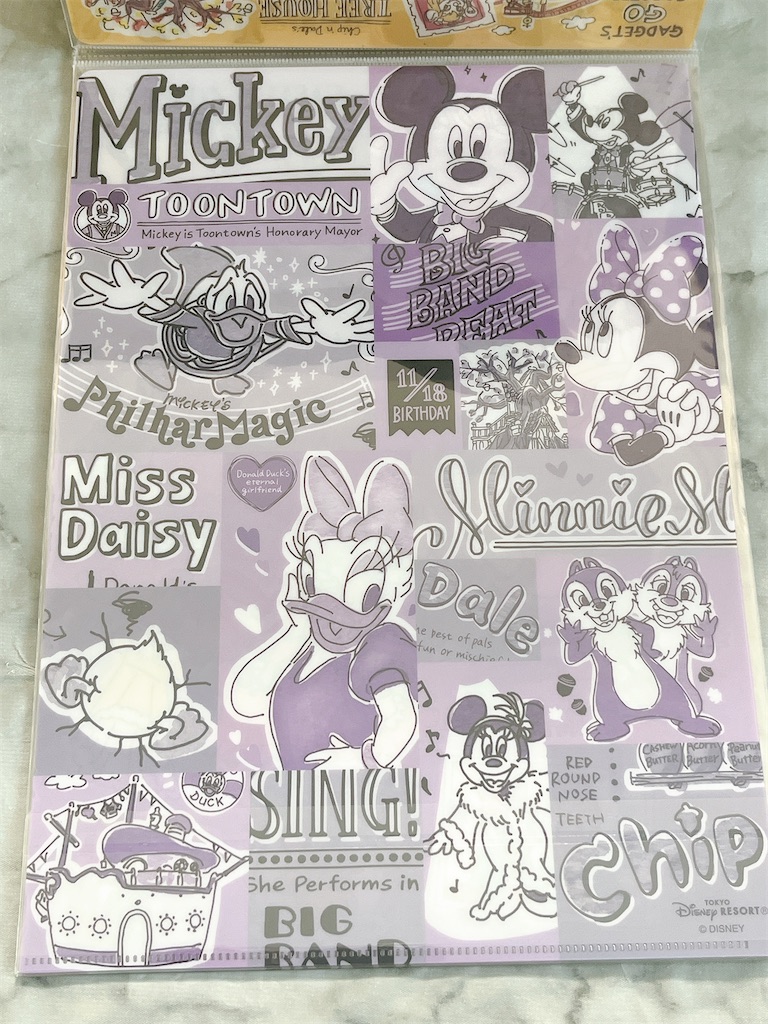 GADGET'S
GO
Chip 'n Dale's
TREE HOUSE
Mickey
TOONTOWN
Mickey is Toontown's Honorary Mayor
BIG
BAND
BEAT
MICKEY'S
PhilharMagic
11/18
BIRTHDAY
Miss
Daisy
Donald's
Donald Duck's
eternal
girlfriend
Minnie M
Dale
the best of pals
fun or mischief
DUCK
SING!
She Performs in
BIG
BAND
RED
ROUND
NOSE
TEETH
CASHEW
BUTTER
ACORN
BUTTER
Peanut
Butter
Chip
TOKYO
Disney RESORT®
© DISNEY